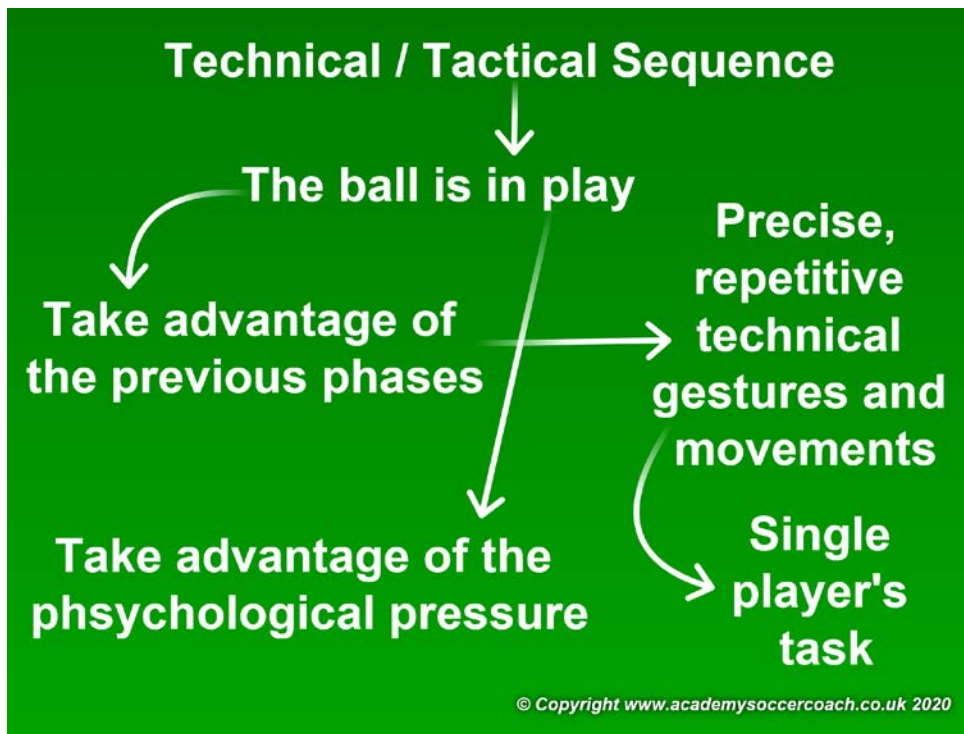 Technical / Tactical Sequence
The ball is in play
Take advantage of
the previous phases
Precise,
repetitive
technical
gestures and
movements
Take advantage of the
phsychological pressure
Single
player's
task
© Copyright www.academysoccercoach.co.uk 2020